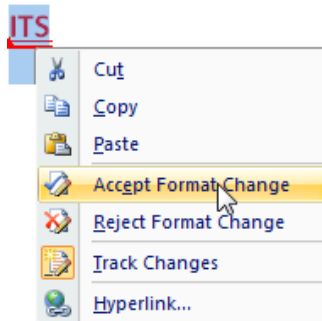 ITS
Cut
Copy
Paste
Accept Format Change
Reject Format Change
Track Changes
Hyperlink...